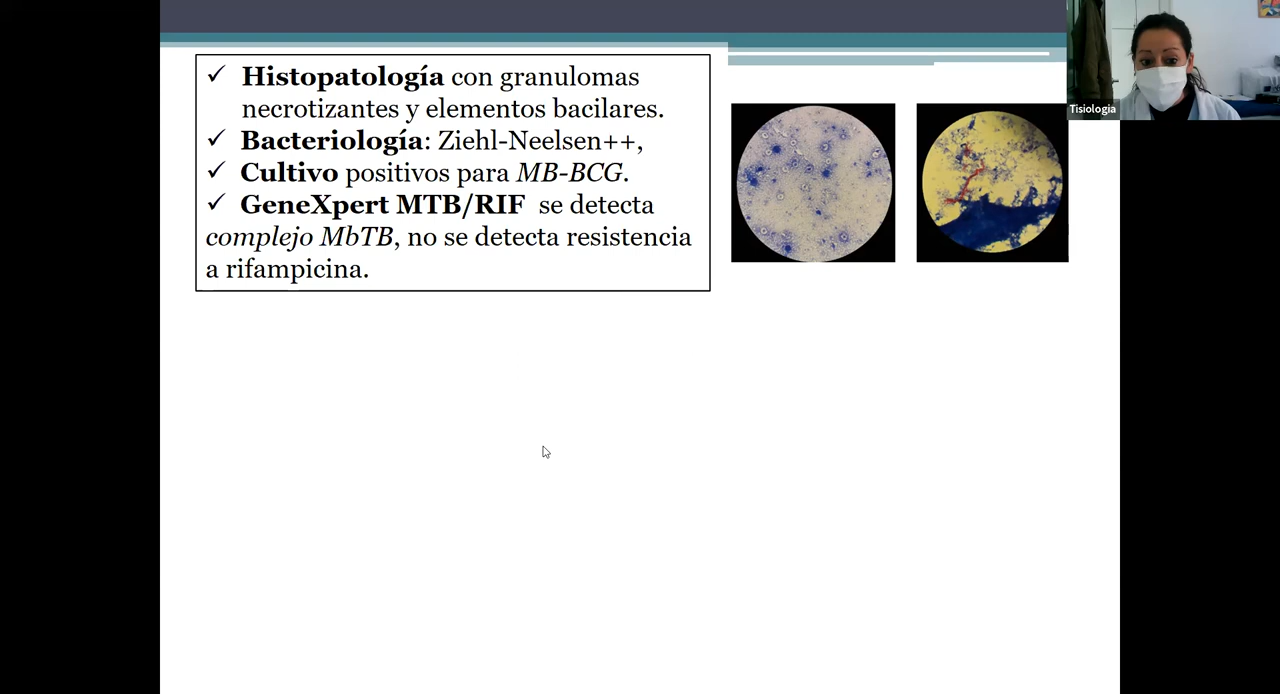 ✓ Histopatología con granulomas
necrotizantes y elementos bacilares.
✓ Bacteriología: Ziehl-Neelsen++,
✓ Cultivo positivos para MB-BCG.
✓ GeneXpert MTB/RIF se detecta
complejo MbTB, no se detecta resistencia
a rifampicina.
Tisiologia